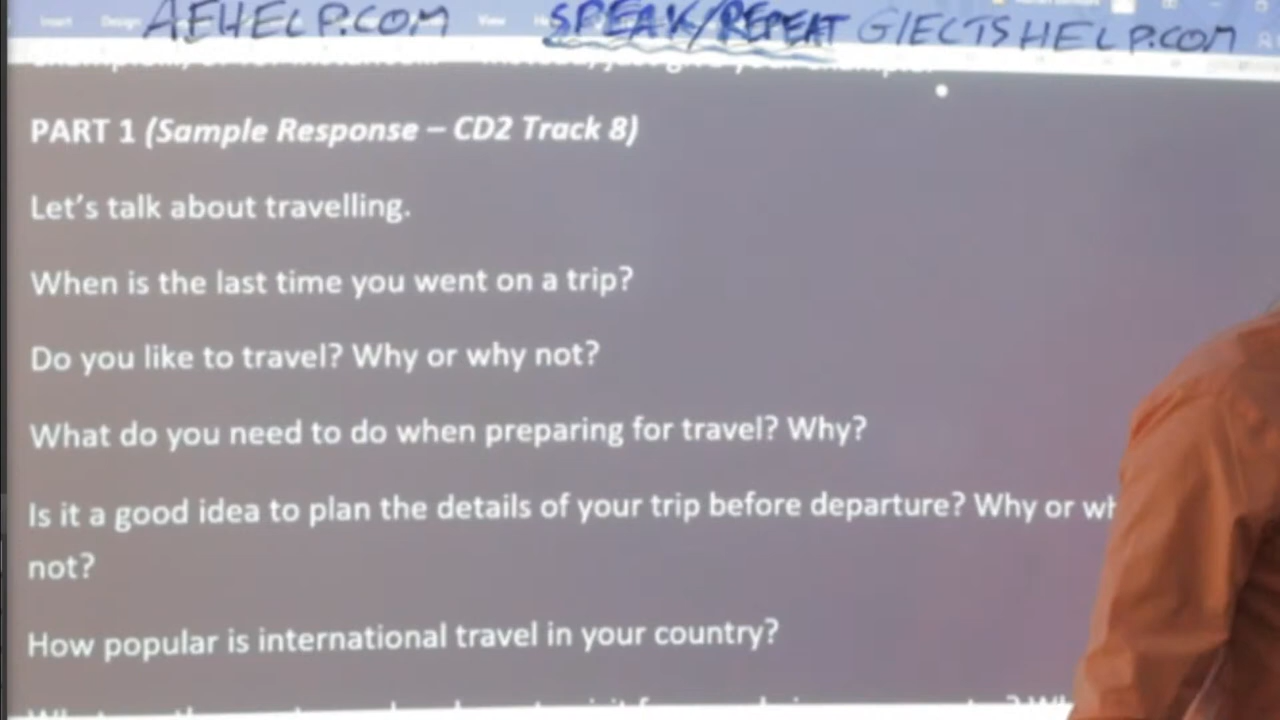 Insert Design View
AEHELP.COM SPEAK/REPEAT GIELTSHELP.COM
PART 1 (Sample Response – CD2 Track 8)
Let's talk about travelling.
When is the last time you went on a trip?
Do you like to travel? Why or why not?
What do you need to do when preparing for travel? Why?
Is it a good idea to plan the details of your trip before departure? Why or wh
not?
How popular is international travel in your country?